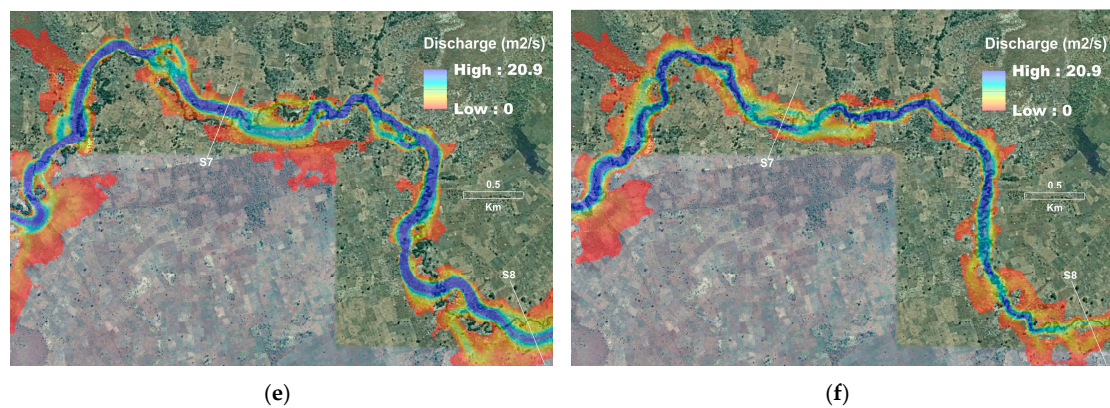 Discharge (m2/s)
High : 20.9
Low : 0
S7
0.5
Km
S8
(e)
Discharge (m2/s)
High : 20.9
Low : 0
S7
0.5
Km
S8
(f)